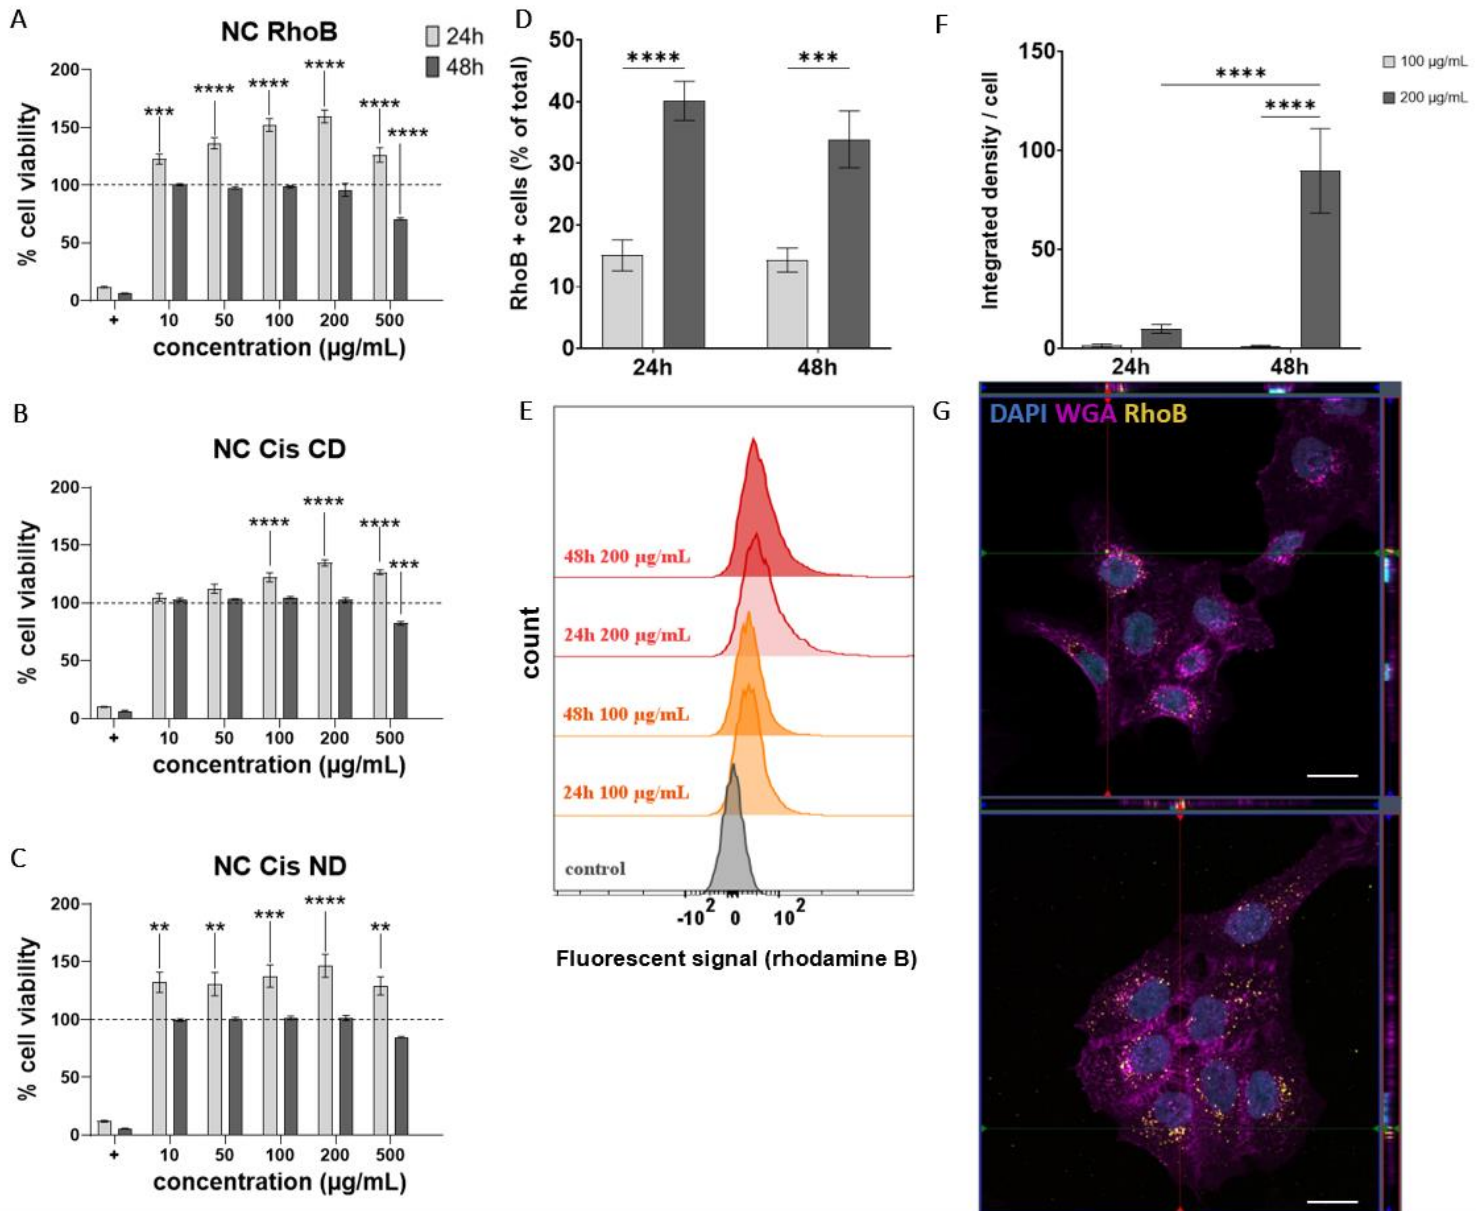 A
NC RhoB
24h
48h
% cell viability
200
150
100
50
0
***
****
****
****
****
****
+ 10 50 100 200 500
concentration (µg/mL)
B
NC Cis CD
% cell viability
200
150
100
50
0
****
****
****
***
+ 10 50 100 200 500
concentration (µg/mL)
C
NC Cis ND
% cell viability
200
150
100
50
0
**
**
***
****
**
+ 10 50 100 200 500
concentration (µg/mL)
D
RhoB + cells (% of total)
50
40
30
20
10
0
****
***
24h 48h
E
count
48h 200 µg/mL
24h 200 µg/mL
48h 100 µg/mL
24h 100 µg/mL
control
-10² 0 10²
Fluorescent signal (rhodamine B)
F
Integrated density / cell
150
100
50
0
****
****
24h 48h
100 µg/mL
200 µg/mL
G
DAPI WGA RhoB